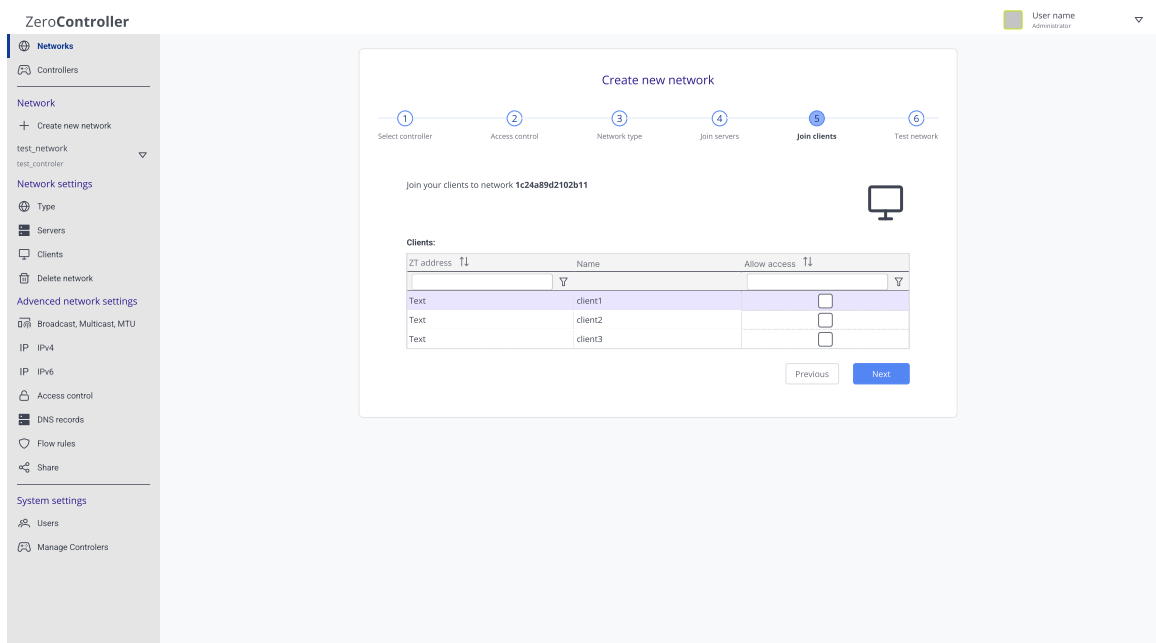 ZeroController
User name
Administrator
Networks
Controllers
Network
Create new network
test_network
test_controler
Network settings
Type
Servers
Clients
Delete network
Advanced network settings
Broadcast, Multicast, MTU
IP IPv4
IP IPv6
Access control
DNS records
Flow rules
Share
System settings
Users
Manage Controlers
Create new network
1 2 3 4 5 6
Select controller Access control Network type Join servers Join clients Test network
Join your clients to network 1c24a89d2102b11
Clients:
ZT address Name Allow access
Text client1
Text client2
Text client3
Previous Next